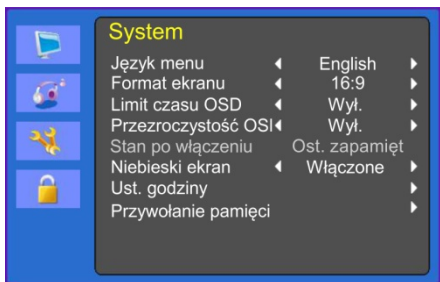 System
Język menu English
Format ekranu 16:9
Limit czasu OSD Wył.
Przezroczystość OSI Wył.
Stan po włączeniu Ost. zapamięt
Niebieski ekran Włączone
Ust. godziny
Przywołanie pamięci